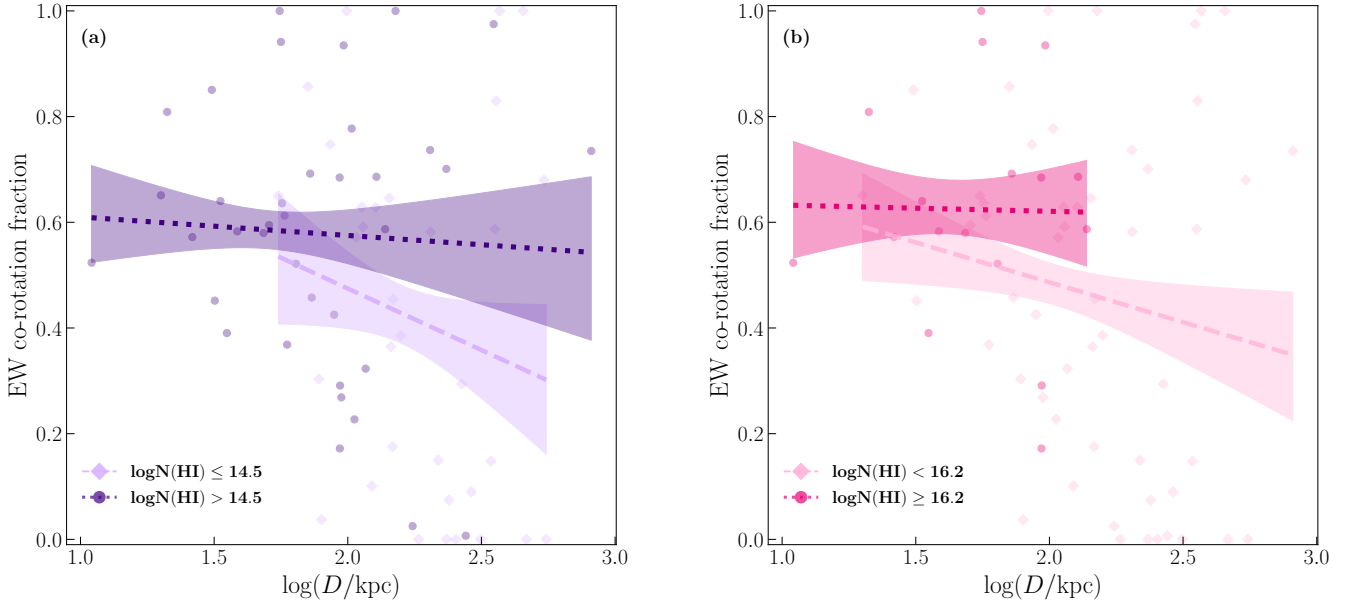 (a)
EW co-rotation fraction
1.0
0.8
0.6
0.4
0.2
0.0
logN(HI) ≤ 14.5
logN(HI) > 14.5
1.0 1.5 2.0 2.5 3.0
log(D/kpc)
(b)
EW co-rotation fraction
1.0
0.8
0.6
0.4
0.2
0.0
logN(HI) < 16.2
logN(HI) ≥ 16.2
1.0 1.5 2.0 2.5 3.0
log(D/kpc)